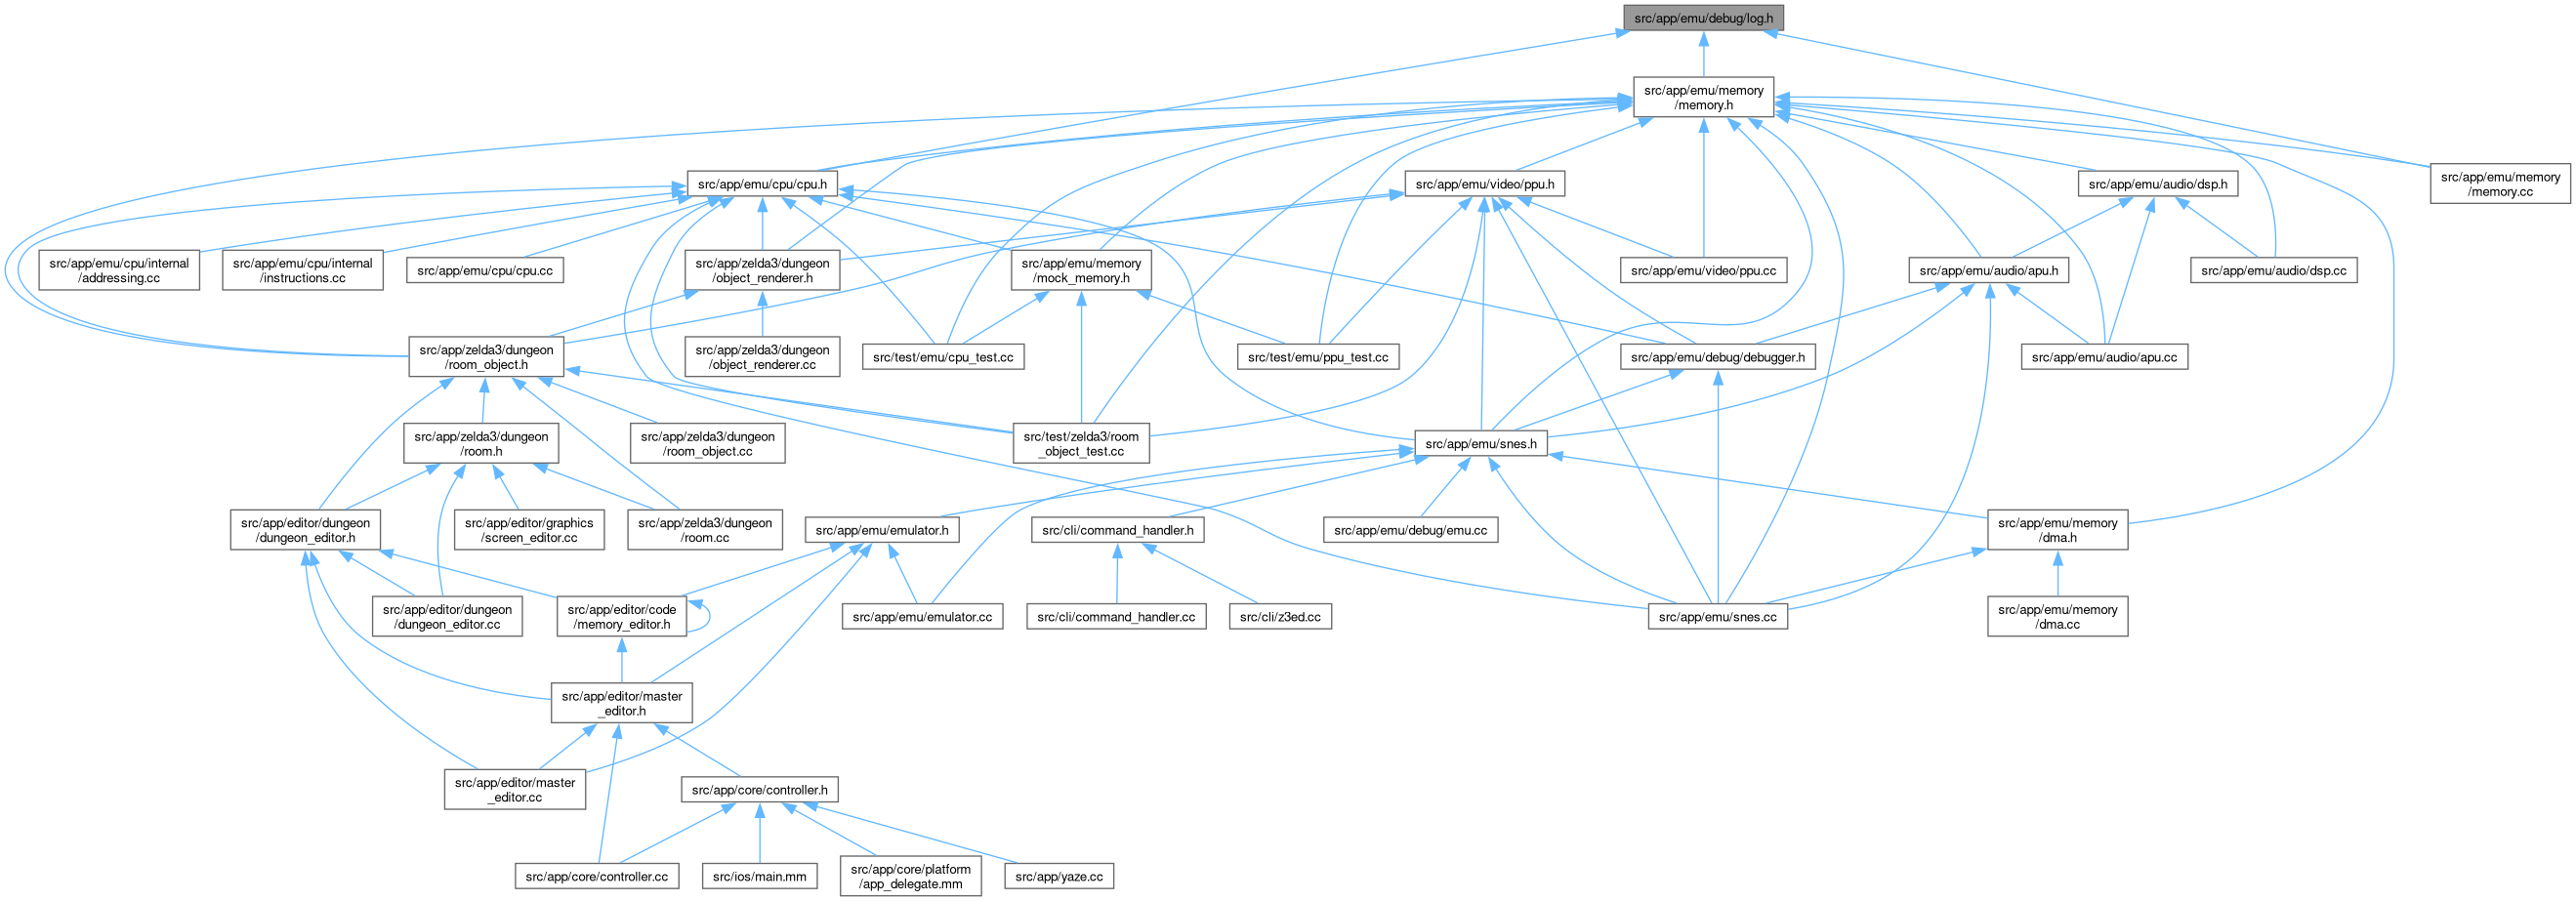 src/app/emu/debug/log.h
src/app/emu/memory
/memory.h
src/app/emu/cpu/cpu.h
src/app/emu/video/ppu.h
src/app/emu/audio/dsp.h
src/app/emu/memory
/memory.cc
src/app/emu/cpu/internal
/addressing.cc
src/app/emu/cpu/internal
/instructions.cc
src/app/emu/cpu/cpu.cc
src/app/zelda3/dungeon
/object_renderer.h
src/app/emu/memory
/mock_memory.h
src/app/emu/video/ppu.cc
src/app/emu/audio/apu.h
src/app/emu/audio/dsp.cc
src/app/zelda3/dungeon
/room_object.h
src/app/zelda3/dungeon
/object_renderer.cc
src/test/emu/cpu_test.cc
src/test/emu/ppu_test.cc
src/app/emu/debug/debugger.h
src/app/emu/audio/apu.cc
src/app/zelda3/dungeon
/room.h
src/app/zelda3/dungeon
/room_object.cc
src/test/zelda3/room
_object_test.cc
src/app/emu/snes.h
src/app/editor/dungeon
/dungeon_editor.h
src/app/editor/graphics
/screen_editor.cc
src/app/zelda3/dungeon
/room.cc
src/app/emu/emulator.h
src/cli/command_handler.h
src/app/emu/debug/emu.cc
src/app/emu/memory
/dma.h
src/app/editor/dungeon
/dungeon_editor.cc
src/app/editor/code
/memory_editor.h
src/app/emu/emulator.cc
src/cli/command_handler.cc
src/cli/z3ed.cc
src/app/emu/snes.cc
src/app/emu/memory
/dma.cc
src/app/editor/master
_editor.h
src/app/editor/master
_editor.cc
src/app/core/controller.h
src/app/core/controller.cc
src/ios/main.mm
src/app/core/platform
/app_delegate.mm
src/app/yaze.cc